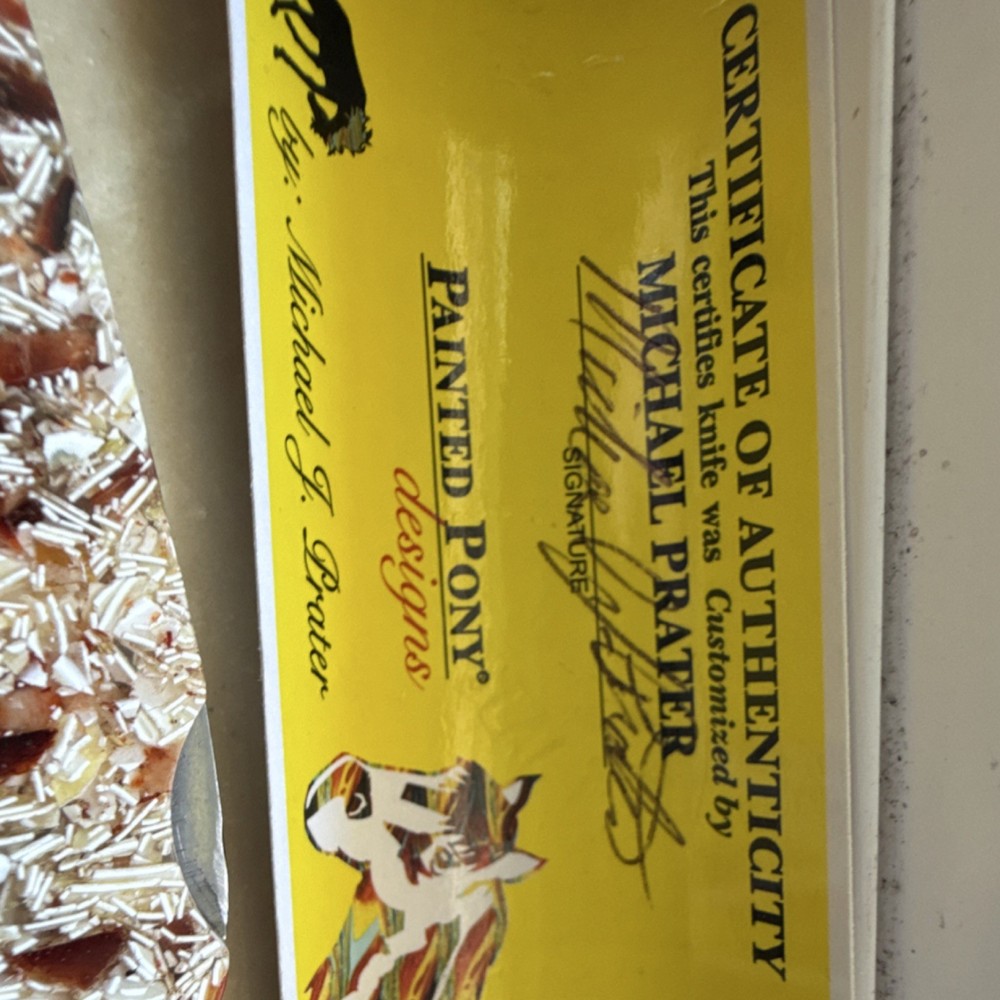 CERTIFICATE OF AUTHENTICITY
This certifies knife was Customized by
MICHAEL PRATER
SIGNATURE
PAINTED PONY®
designs
By: Michael J. Prater